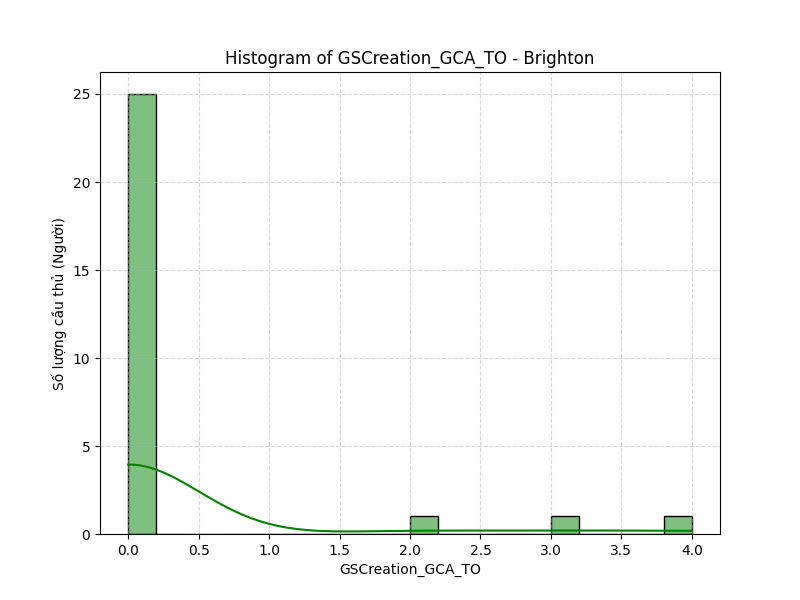 Histogram of GSCreation_GCA_TO - Brighton
Số lượng cầu thủ (Người)
25
20
15
10
5
0
0.0 0.5 1.0 1.5 2.0 2.5 3.0 3.5 4.0
GSCreation_GCA_TO